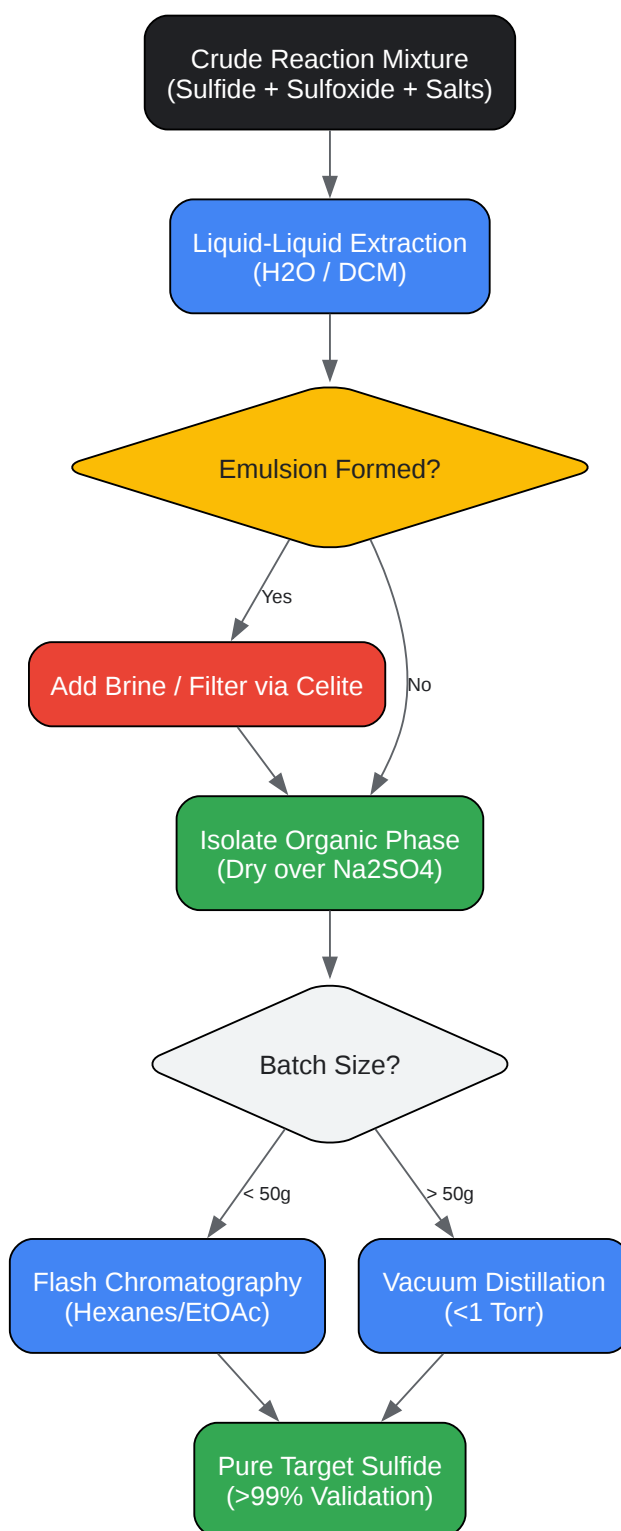 Crude Reaction Mixture
(Sulfide + Sulfoxide + Salts)
Liquid-Liquid Extraction
(H2O / DCM)
Emulsion Formed?
Yes
Add Brine / Filter via Celite
No
Isolate Organic Phase
(Dry over Na2SO4)
Batch Size?
< 50g
> 50g
Flash Chromatography
(Hexanes/EtOAc)
Vacuum Distillation
(<1 Torr)
Pure Target Sulfide
(>99% Validation)